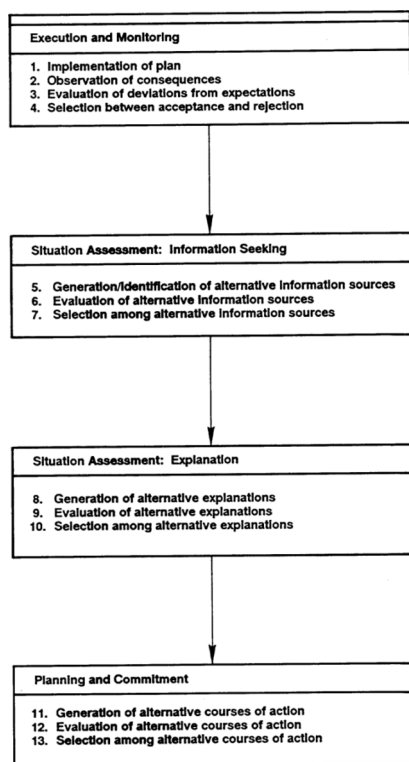 Execution and Monitoring
1. Implementation of plan
2. Observation of consequences
3. Evaluation of deviations from expectations
4. Selection between acceptance and rejection
Situation Assessment: Information Seeking
5. Generation/Identification of alternative information sources
6. Evaluation of alternative information sources
7. Selection among alternative information sources
Situation Assessment: Explanation
8. Generation of alternative explanations
9. Evaluation of alternative explanations
10. Selection among alternative explanations
Planning and Commitment
11. Generation of alternative courses of action
12. Evaluation of alternative courses of action
13. Selection among alternative courses of action